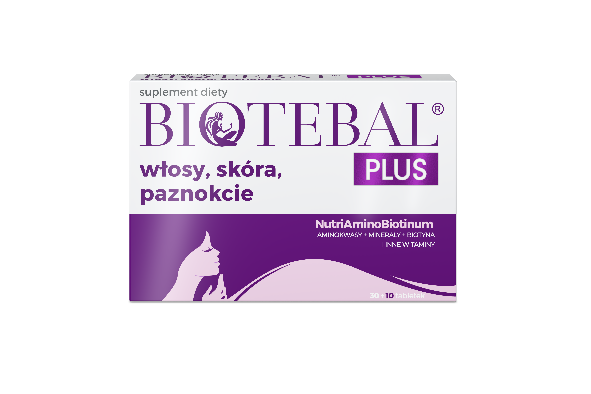 suplement diety
BIOTEBAL®
PLUS
włosy, skóra,
paznokcie
NutriAminoBiotinum
AMINOKWASY + MINERAŁY + BIOTYNA
INNE WITAMINY
30 + 10 tabletek